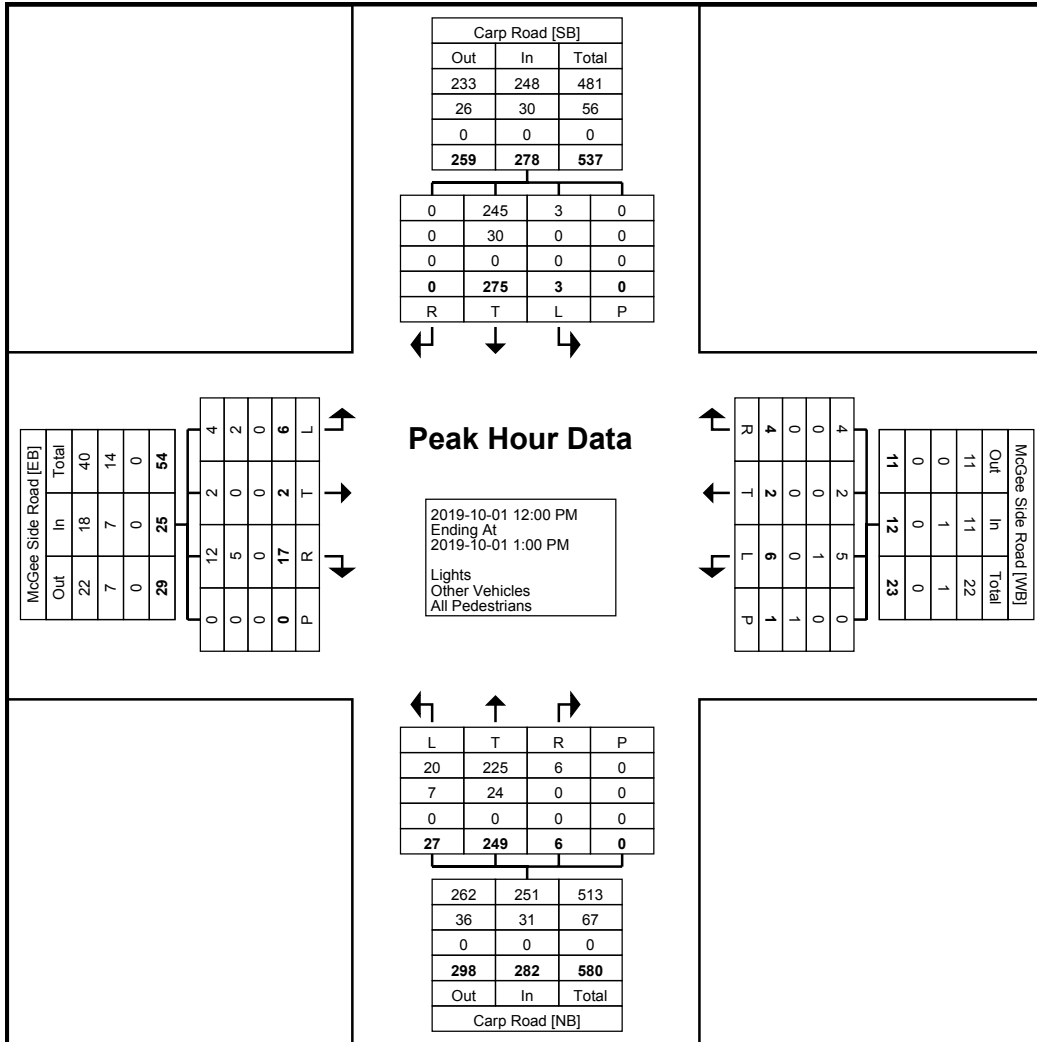 Carp Road [SB]
Out In Total
233 248 481
26 30 56
0 0 0
259 278 537
0 245 3 0
0 30 0 0
0 0 0 0
0 275 3 0
R T L P
McGee Side Road [EB]
Total 40 14 0 54
In 18 7 0 25
Out 22 7 0 29
4 2 0 6 L
2 0 0 2 T
12 5 0 17 R
0 0 0 0 P
Peak Hour Data
2019-10-01 12:00 PM
Ending At
2019-10-01 1:00 PM
Lights
Other Vehicles
All Pedestrians
R 4 0 0 4
T 2 0 0 2
L 6 0 1 5
P 1 1 0 0
11 0 0 11 Out
12 0 1 11 In
23 0 1 22 Total
McGee Side Road [WB]
L T R P
20 225 6 0
7 24 0 0
0 0 0 0
27 249 6 0
262 251 513
36 31 67
0 0 0
298 282 580
Out In Total
Carp Road [NB]